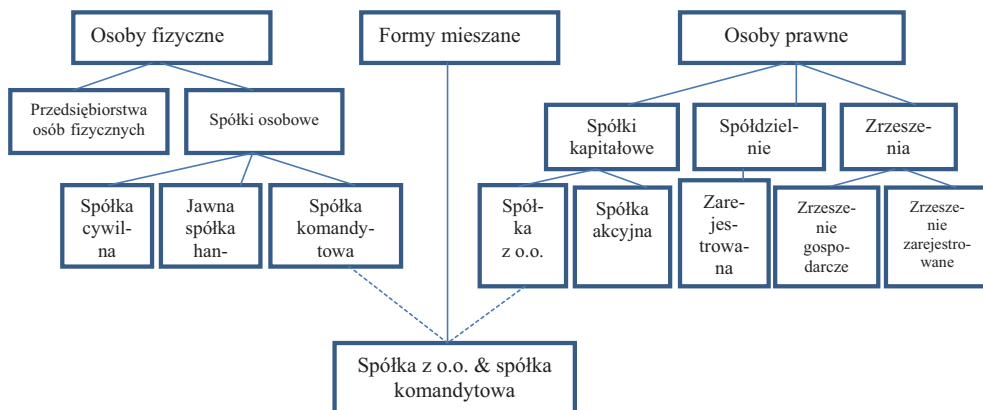 Osoby fizyczne
Formy mieszane
Osoby prawne
Przedsiębiorstwa
osób fizycznych
Spółki osobowe
Spółki
kapitałowe
Spółdziel-
nie
Zrzesze-
nia
Spółka
cywil-
na
Jawna
spółka
han-
Spółka
komandy-
towa
Spół-
ka
z o.o.
Spółka
akcyjna
Zare-
jes-
trowa-
na
Zrzesze-
nie
gospo-
darcze
Zrzesze-
nie
zarejestro-
wane
Spółka z o.o. & spółka
komandytowa